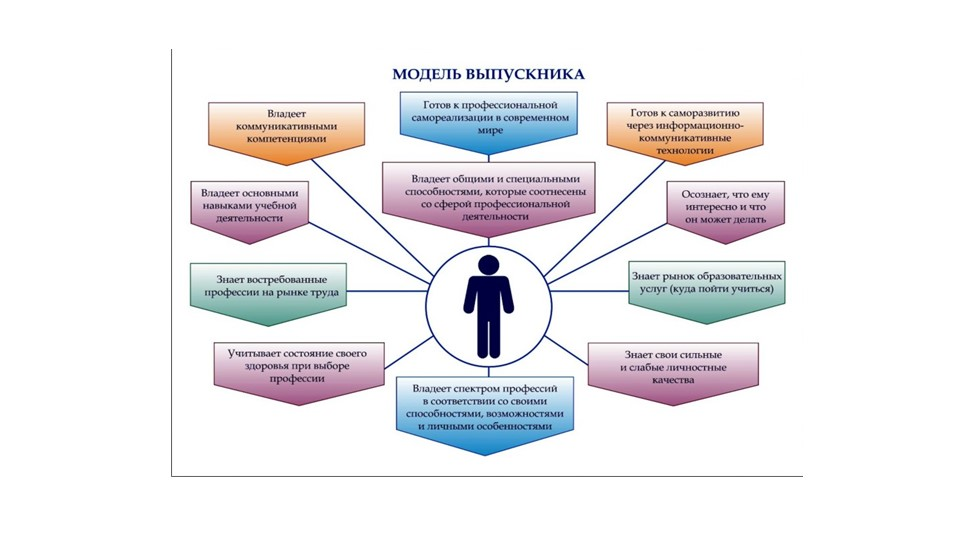 МОДЕЛЬ ВЫПУСКНИКА
Владеет
коммуникативными
компетенциями
Готов к профессиональной
самореализации в современном
мире
Готов к саморазвитию
через информационно-
коммуникативные
технологии
Владеет основными
навыками учебной
деятельности
Владеет общими и специальными
способностями, которые соотнесены
со сферой профессиональной
деятельности
Осознает, что ему
интересно и что
он может делать
Знает востребованные
профессии на рынке труда
Знает рынок образовательных
услуг (куда пойти учиться)
Учитывает состояние своего
здоровья при выборе
профессии
Владеет спектром профессий
в соответствии со своими
способностями, возможностями
и личными особенностями
Знает свои сильные
и слабые личностные
качества